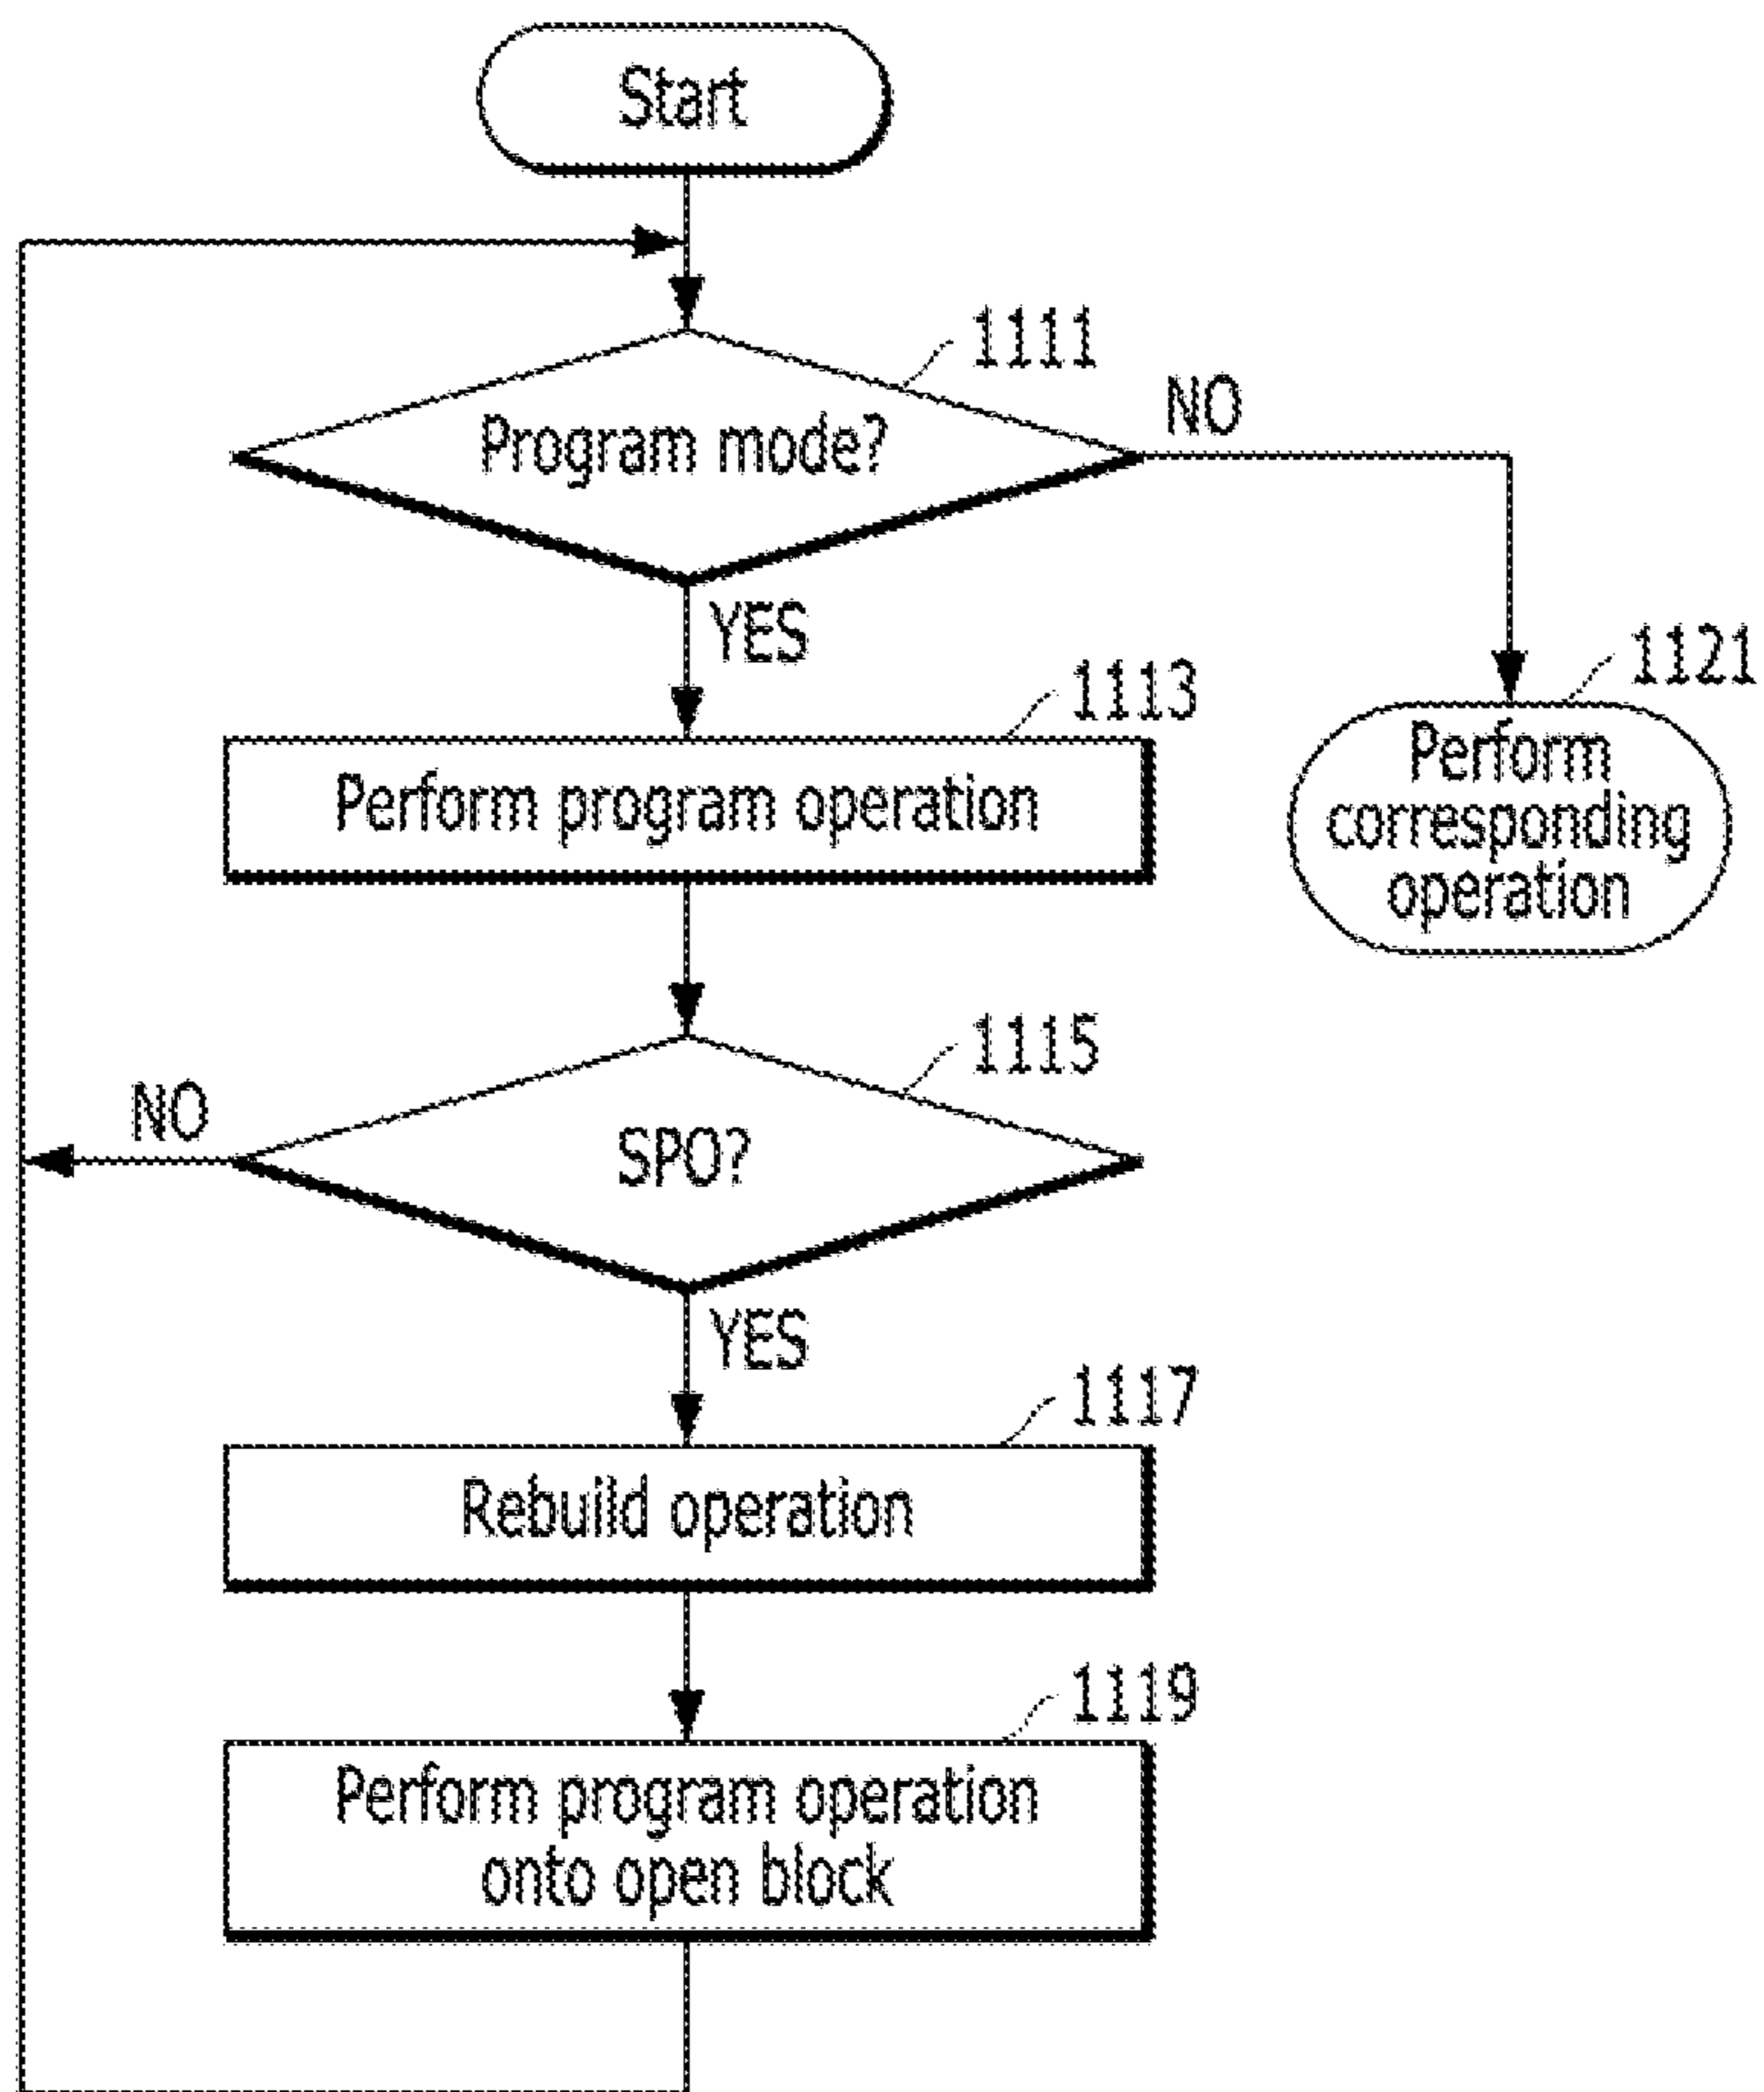 Start
1111
Program mode?
NO
YES
1113
Perform program operation
1121
Perform
corresponding
operation
1115
SPO?
NO
YES
1117
Rebuild operation
1119
Perform program operation
onto open block